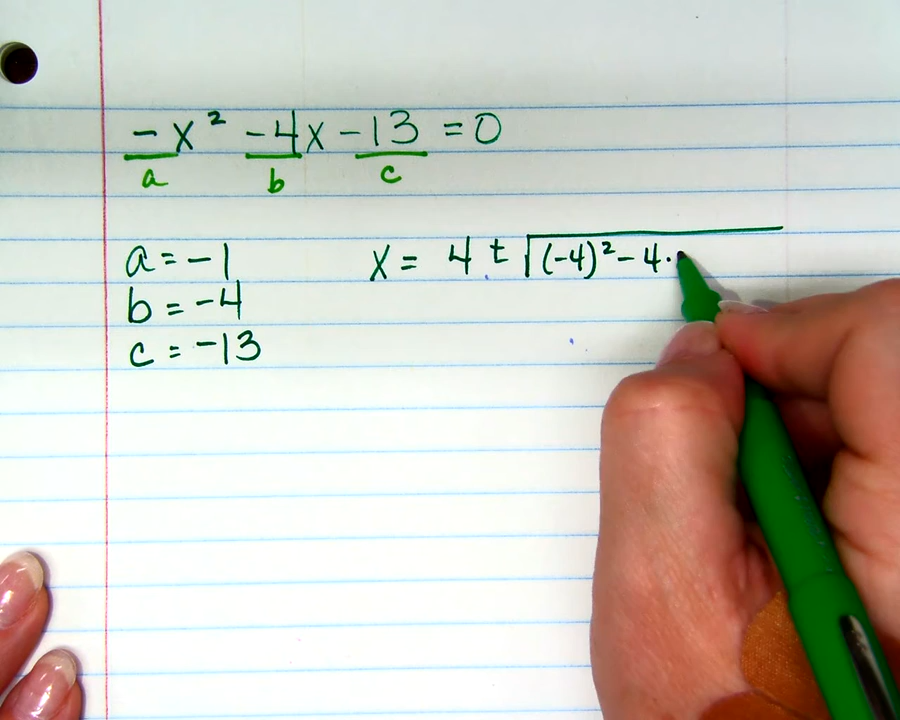 -x² -4x -13 = 0
a b c
a = -1
x = 4 ± √(-4)² - 4·
b = -4
c = -13